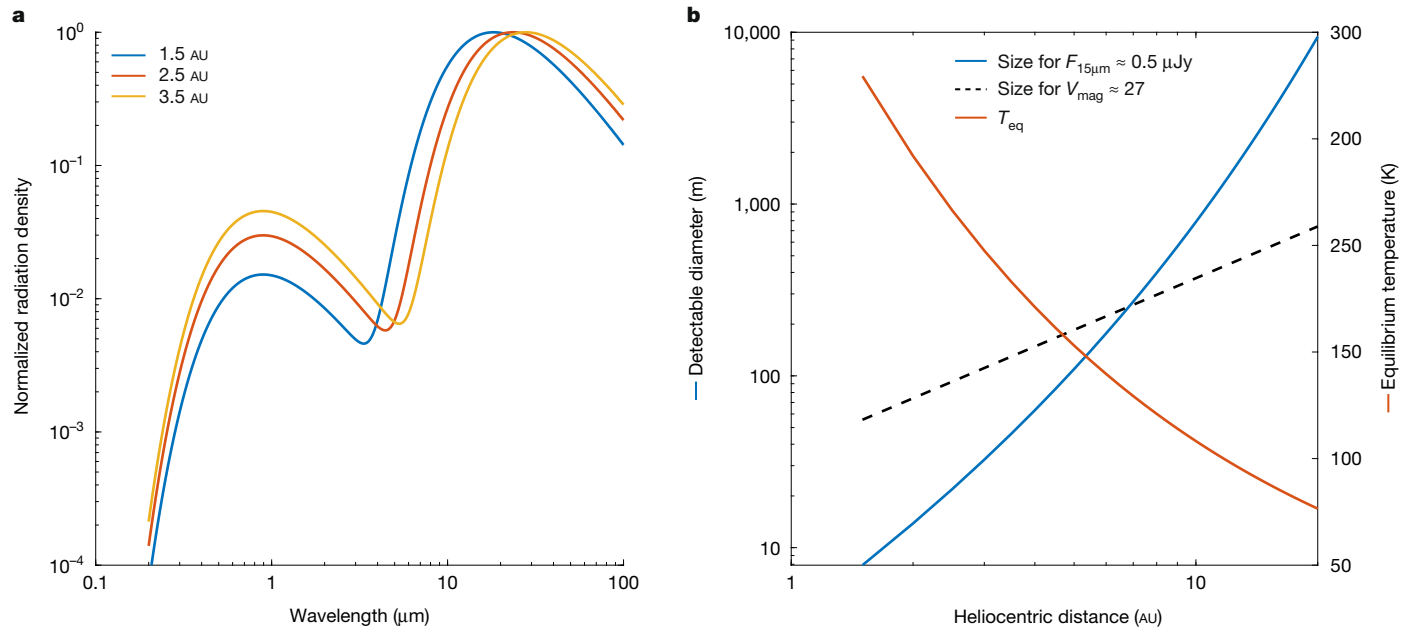 a
10⁰
10⁻¹
10⁻²
10⁻³
10⁻⁴
Normalized radiation density
1.5 AU
2.5 AU
3.5 AU
0.1
1
10
100
Wavelength (μm)
b
10,000
1,000
100
10
— Detectable diameter (m)
Size for F15μm ≈ 0.5 μJy
Size for Vmag ≈ 27
Teq
300
200
250
150
100
50
— Equilibrium temperature (K)
1
10
Heliocentric distance (AU)